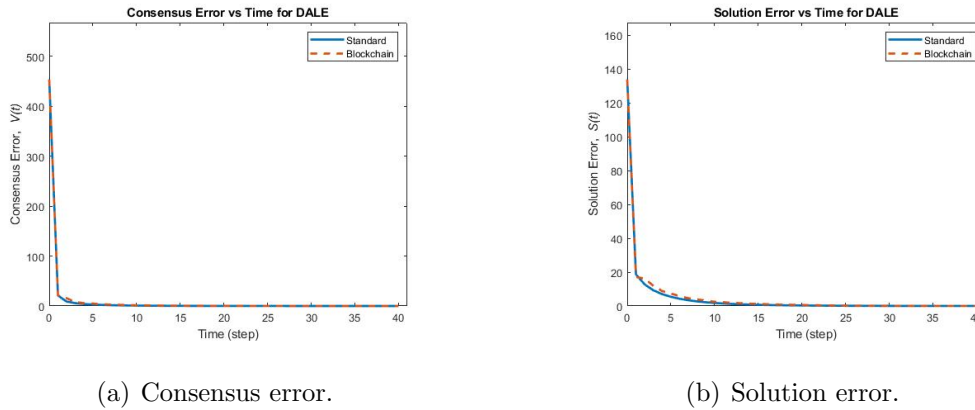 Consensus Error vs Time for DALE
Standard
Blockchain
500
400
300
200
100
0
Consensus Error, V(t)
0 5 10 15 20 25 30 35 40
Time (step)
(a) Consensus error.
Solution Error vs Time for DALE
Standard
Blockchain
160
140
120
100
80
60
40
20
0
Solution Error, S(t)
0 5 10 15 20 25 30 35 40
Time (step)
(b) Solution error.